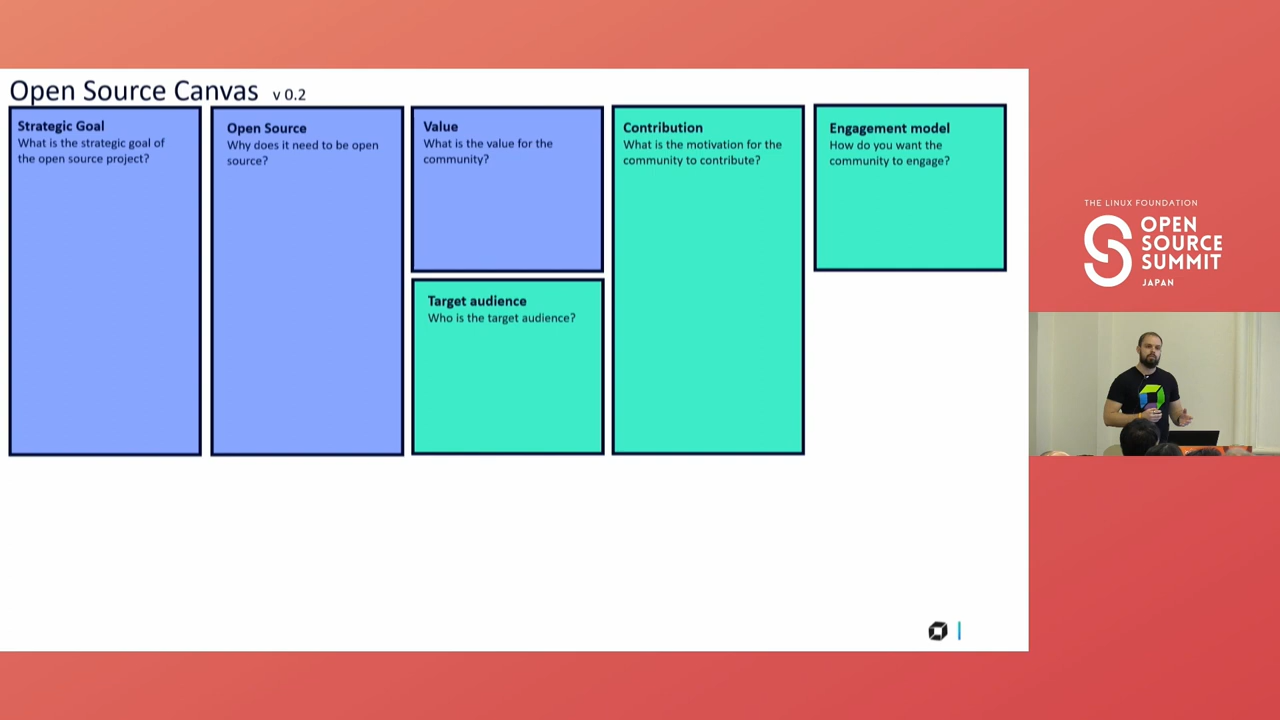 Open Source Canvas v 0.2
Strategic Goal
What is the strategic goal of
the open source project?
Open Source
Why does it need to be open
source?
Value
What is the value for the
community?
Target audience
Who is the target audience?
Contribution
What is the motivation for the
community to contribute?
Engagement model
How do you want the
community to engage?
THE LINUX FOUNDATION
OPEN
SOURCE
SUMMIT
JAPAN